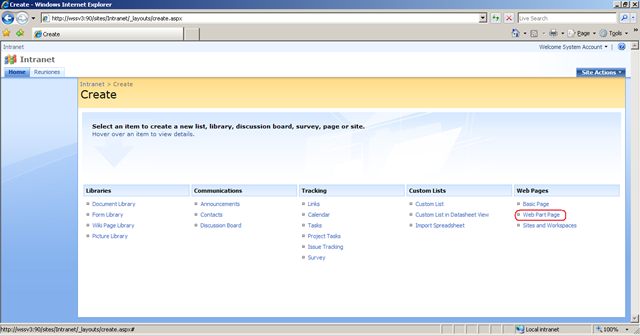 Create - Windows Internet Explorer
http://wssv3:90/sites/Intranet/_layouts/create.aspx
Live Search
Create
Page
Tools
Intranet
Welcome System Account
Intranet
Home
Reuniones
Site Actions
Intranet > Create
Create
Select an item to create a new list, library, discussion board, survey, page or site.
Hover over an item to view details.
Libraries
Document Library
Form Library
Wiki Page Library
Picture Library
Communications
Announcements
Contacts
Discussion Board
Tracking
Links
Calendar
Tasks
Project Tasks
Issue Tracking
Survey
Custom Lists
Custom List
Custom List in Datasheet View
Import Spreadsheet
Web Pages
Basic Page
Web Part Page
Sites and Workspaces
http://wssv3:90/sites/Intranet/_layouts/create.aspx#
Local intranet
100%